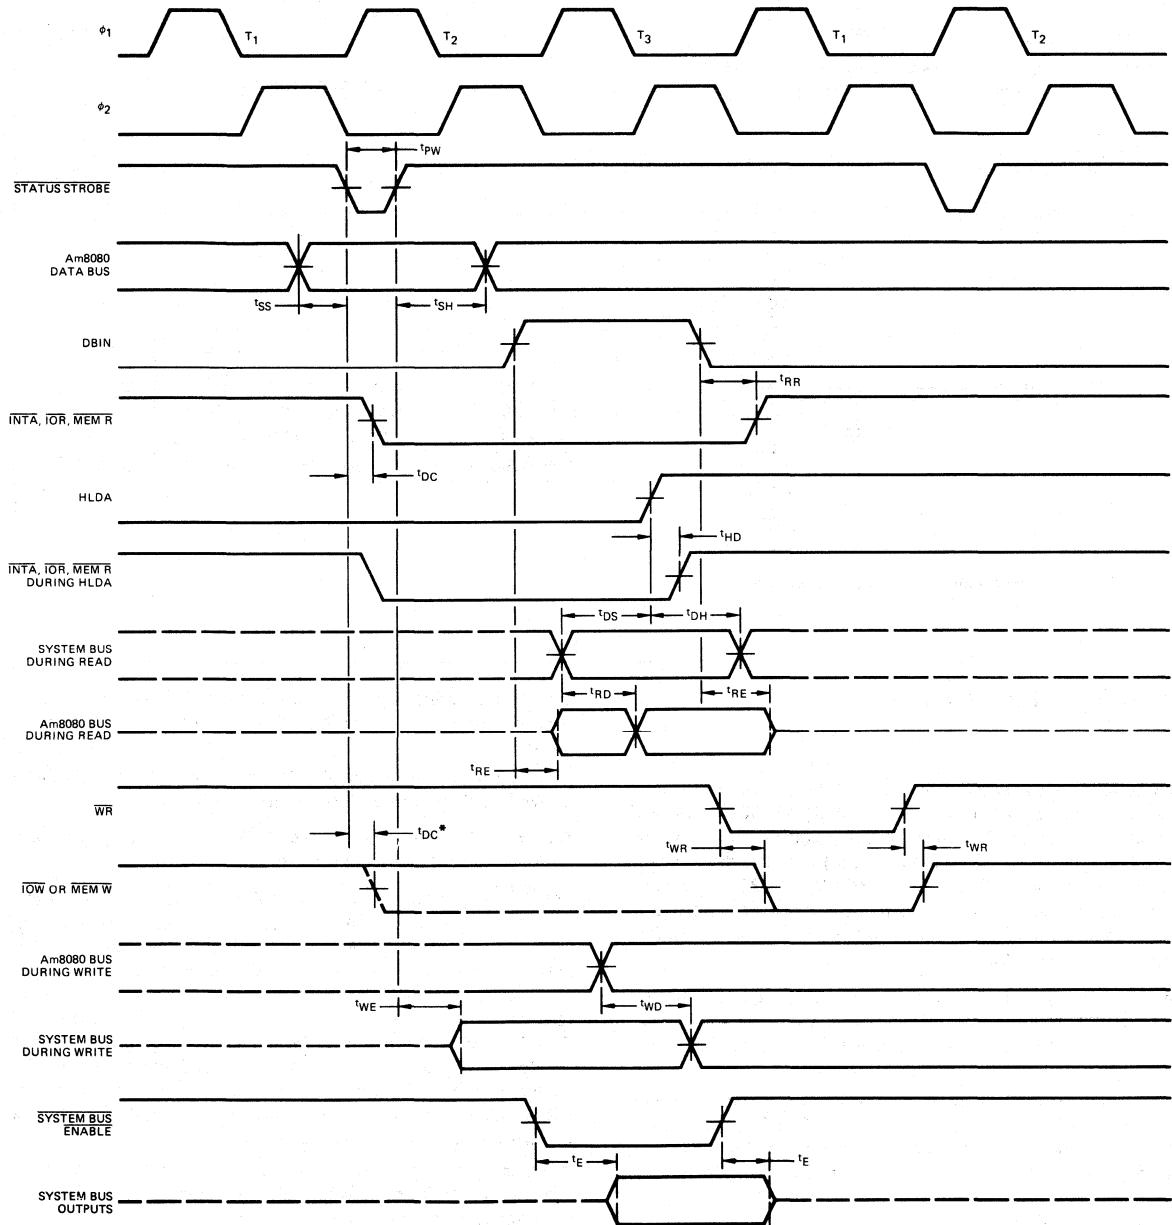 ϕ1
T1
T2
T3
T1
T2
ϕ2
tPW
STATUS STROBE
Am8080
DATA BUS
tSS
tSH
DBIN
tRR
INTA, IOR, MEM R
tDC
HLDA
tHD
INTA, IOR, MEM R
DURING HLDA
tDS
tDH
SYSTEM BUS
DURING READ
tRD
tRE
Am8080 BUS
DURING READ
tRE
WR
tDC*
tWR
tWR
IOW OR MEM W
Am8080 BUS
DURING WRITE
tWE
tWD
SYSTEM BUS
DURING WRITE
SYSTEM BUS
ENABLE
tE
tE
SYSTEM BUS
OUTPUTS